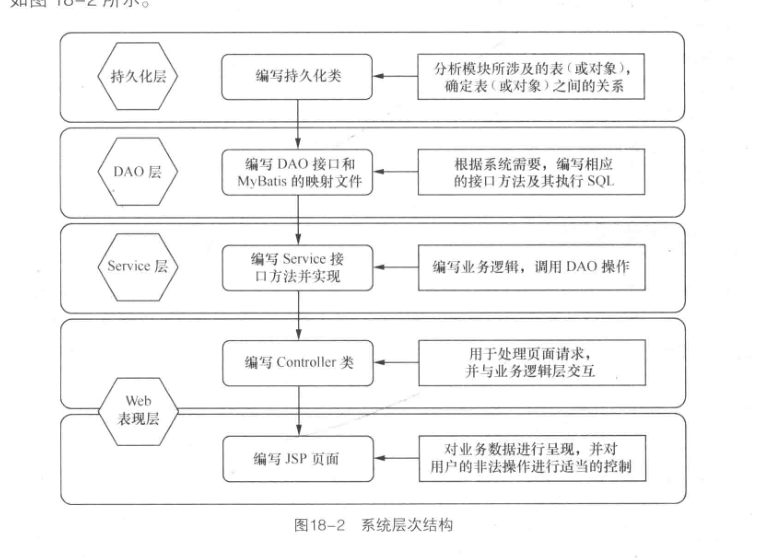 如图 18-2 所示。
持久化层
编写持久化类
分析模块所涉及的表（或对象），
确定表（或对象）之间的关系
DAO 层
编写 DAO 接口和
MyBatis 的映射文件
根据系统需要，编写相应
的接口方法及其执行 SQL
Service 层
编写 Service 接
口方法并实现
编写业务逻辑，调用 DAO 操作
编写 Controller 类
用于处理页面请求，
并与业务逻辑层交互
Web
表现层
编写 JSP 页面
对业务数据进行呈现，并对
用户的非法操作进行适当的控制
图18-2 系统层次结构